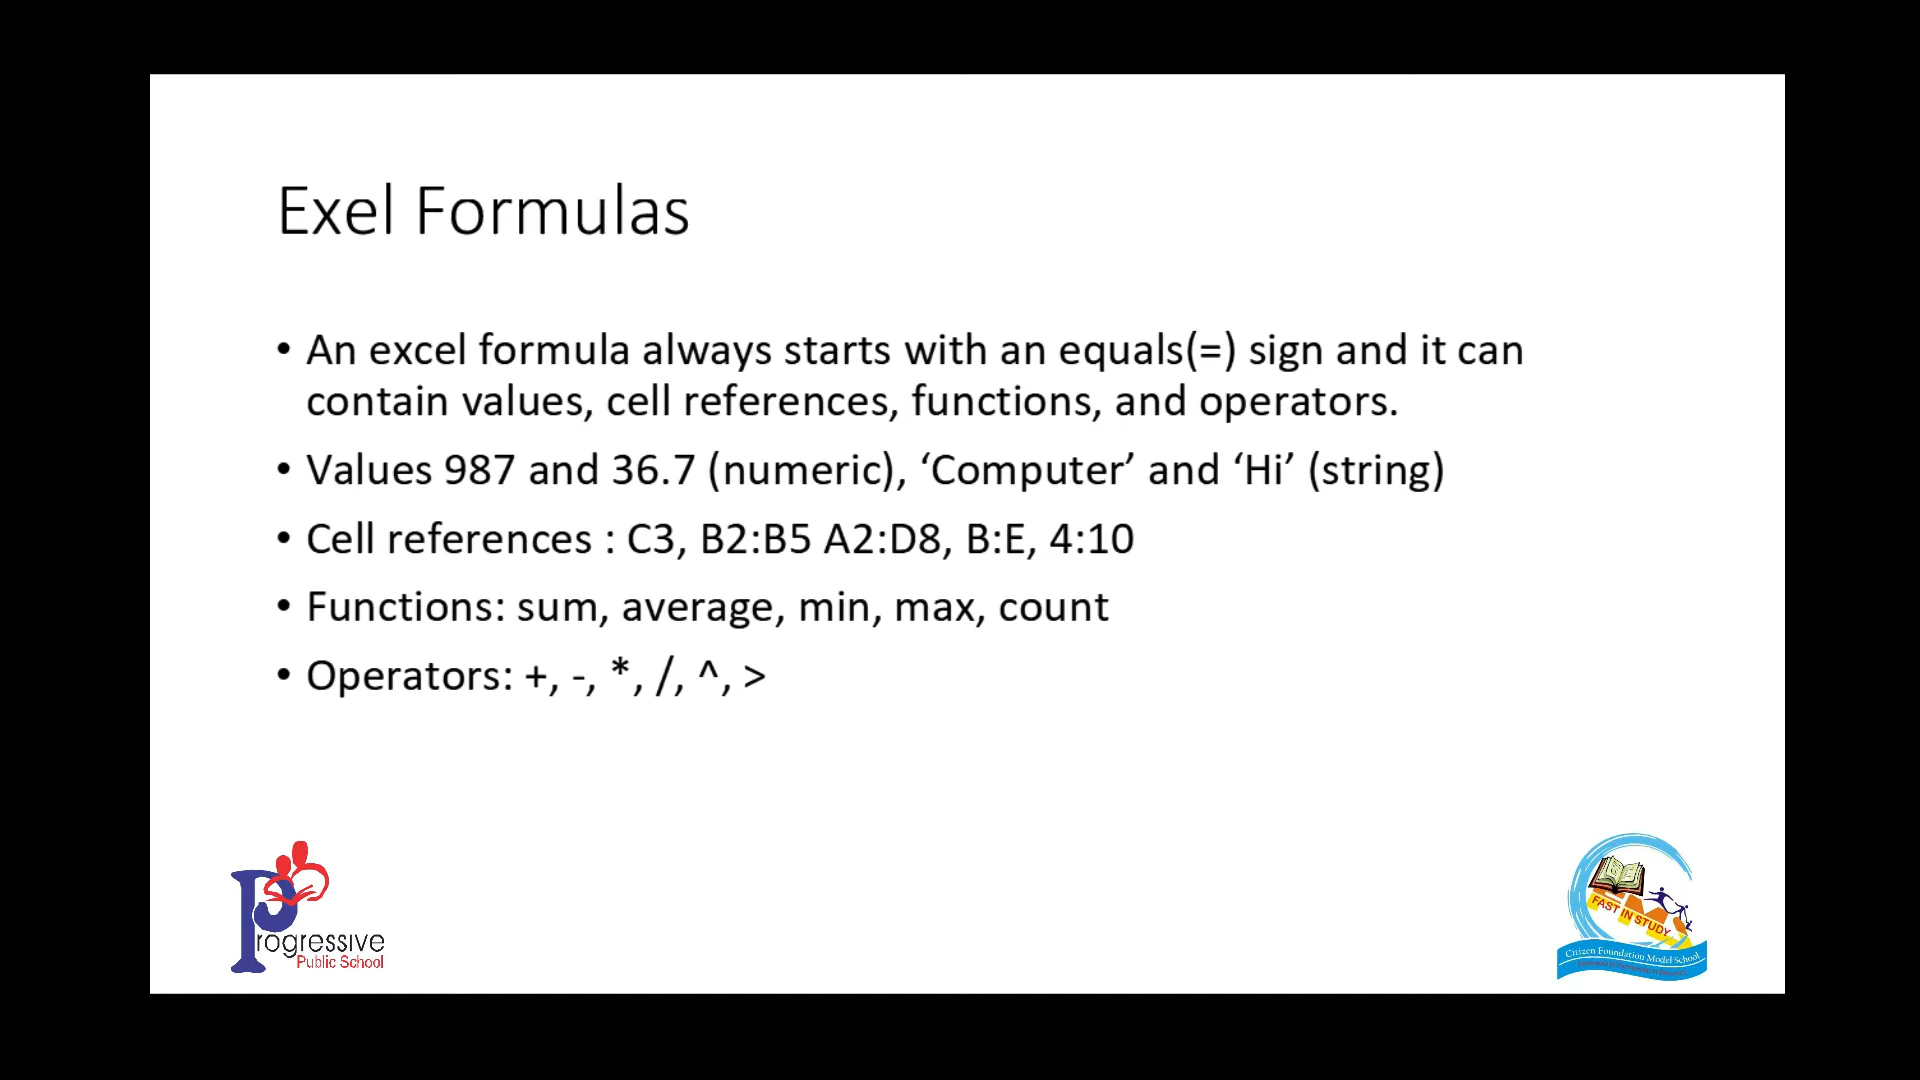 Exel Formulas
• An excel formula always starts with an equals(=) sign and it can
contain values, cell references, functions, and operators.
• Values 987 and 36.7 (numeric), ‘Computer’ and ‘Hi’ (string)
• Cell references : C3, B2:B5 A2:D8, B:E, 4:10
• Functions: sum, average, min, max, count
• Operators: +, -, *, /, ^, >
Progressive
Public School
FAST IN STUDY
Citizen Foundation Model School